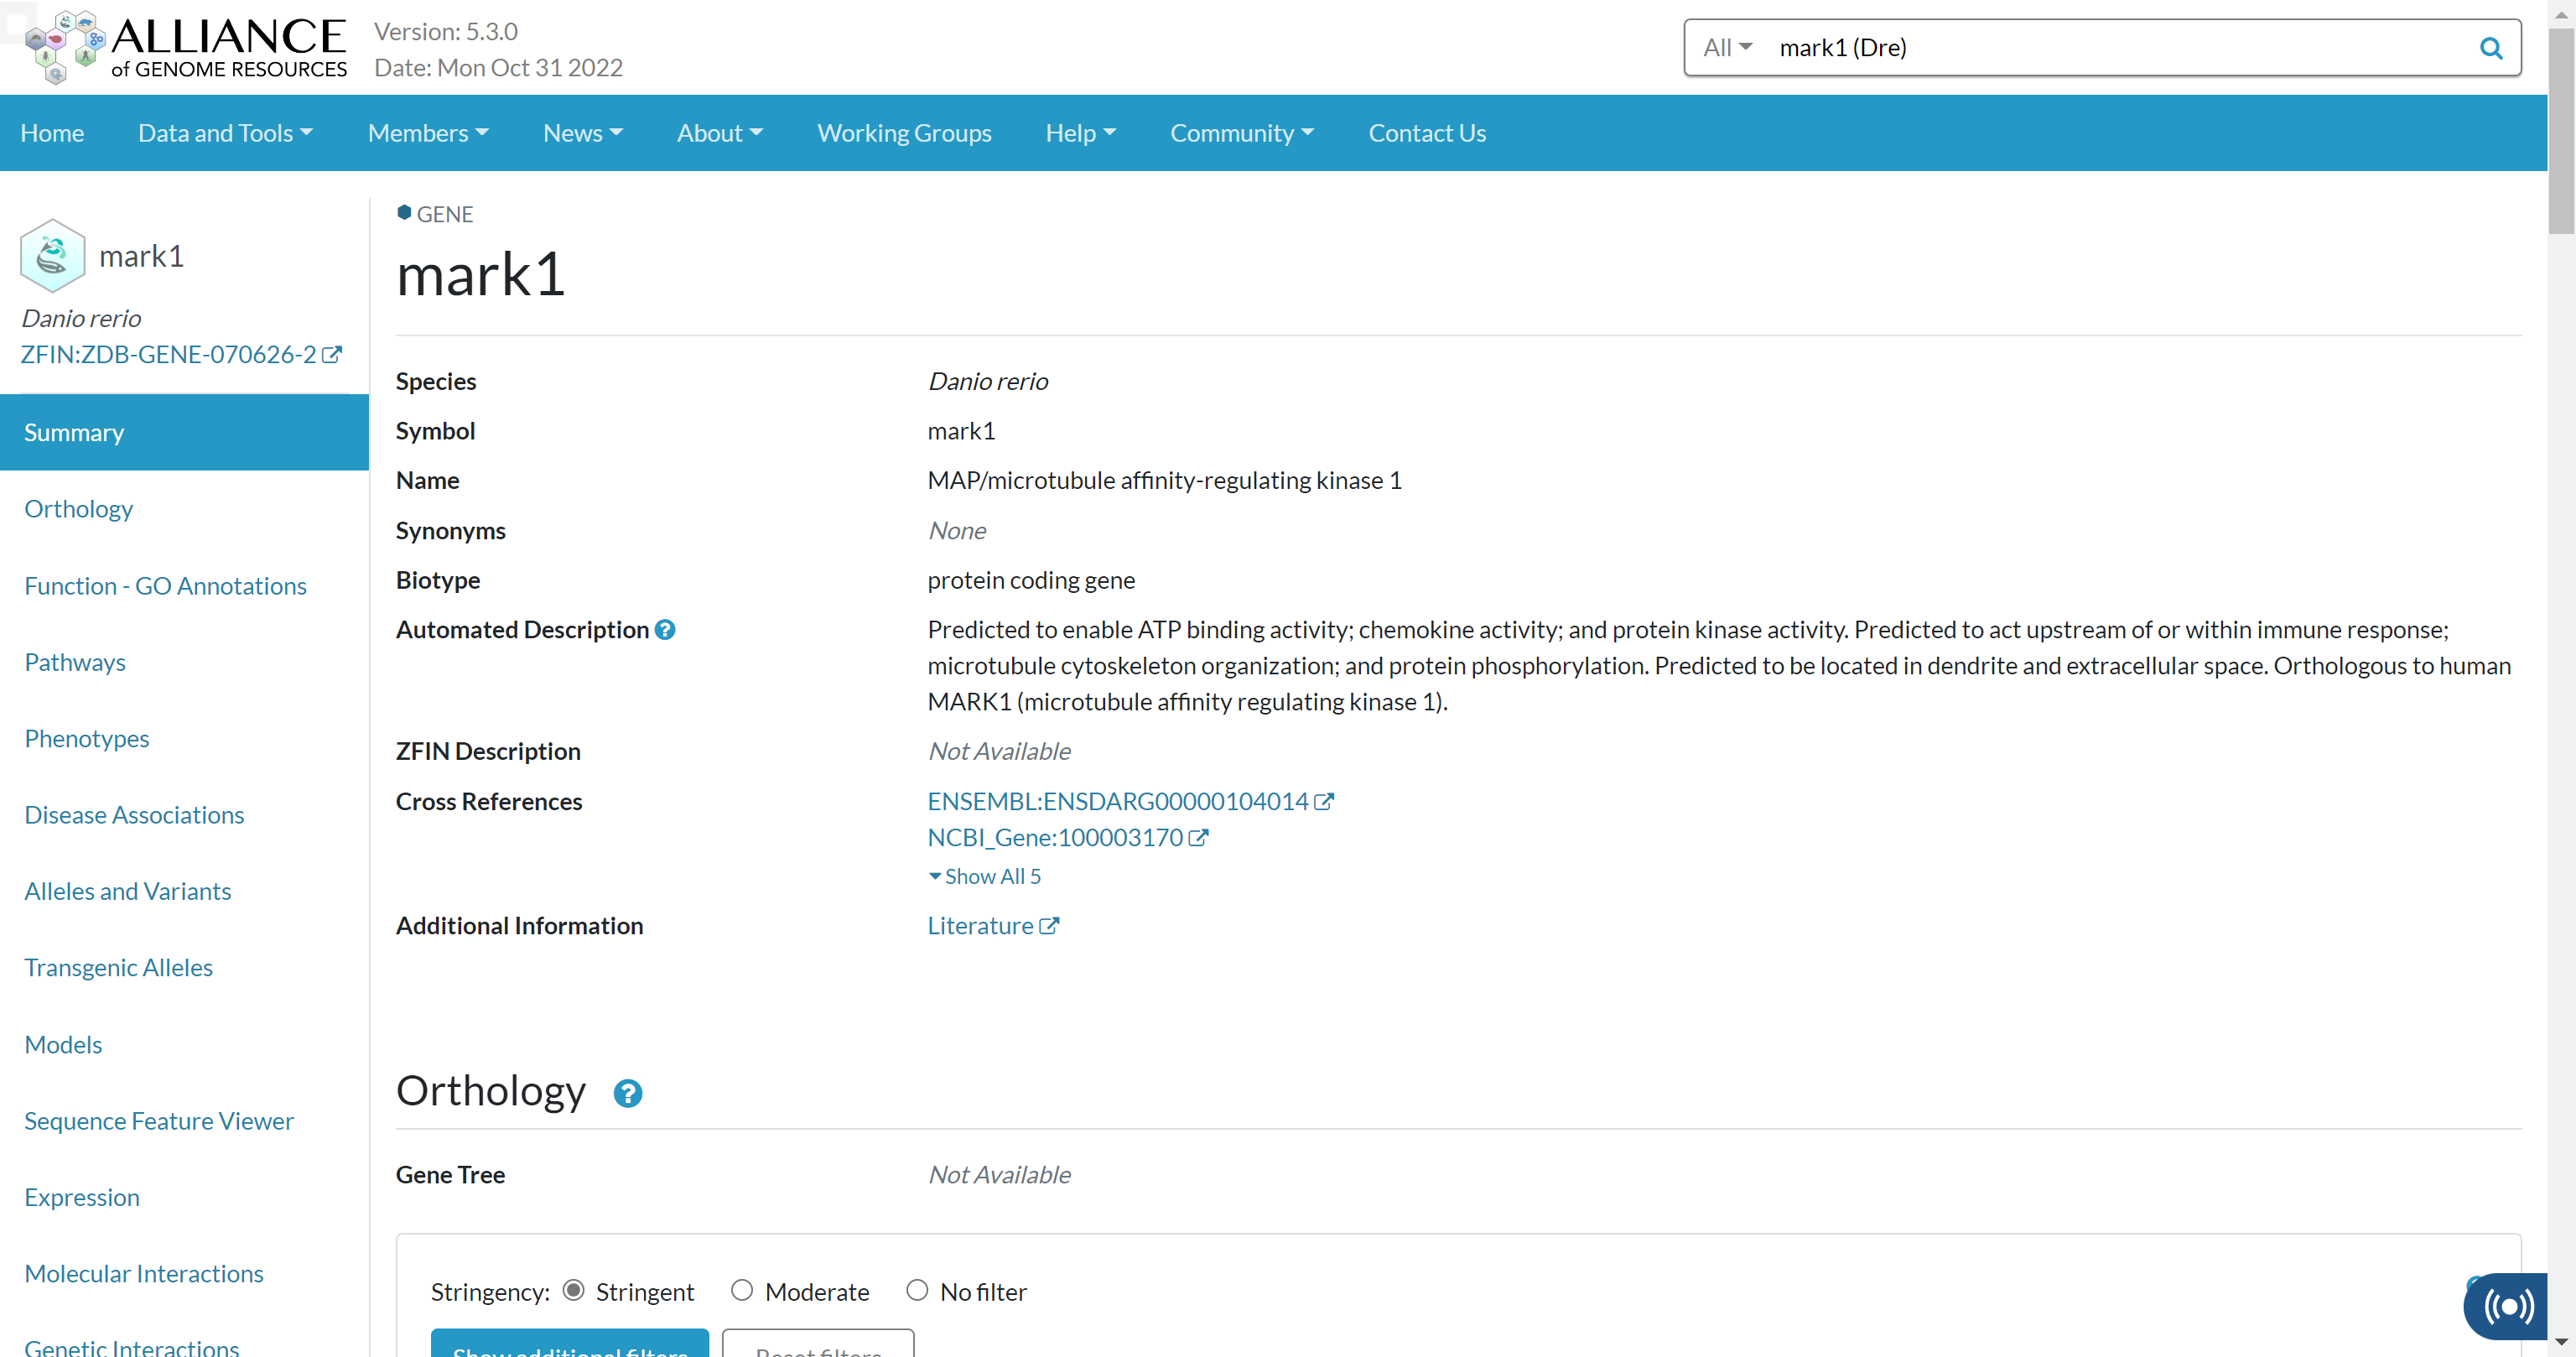 ALLIANCE
of GENOME RESOURCES
Version: 5.3.0
Date: Mon Oct 31 2022
All
mark1 (Dre)
Home
Data and Tools
Members
News
About
Working Groups
Help
Community
Contact Us
mark1
Danio rerio
ZFIN:ZDB-GENE-070626-2
Summary
Orthology
Function - GO Annotations
Pathways
Phenotypes
Disease Associations
Alleles and Variants
Transgenic Alleles
Models
Sequence Feature Viewer
Expression
Molecular Interactions
Genetic Interactions
GENE
mark1
Species
Danio rerio
Symbol
mark1
Name
MAP/microtubule affinity-regulating kinase 1
Synonyms
None
Biotype
protein coding gene
Automated Description
Predicted to enable ATP binding activity; chemokine activity; and protein kinase activity. Predicted to act upstream of or within immune response;
microtubule cytoskeleton organization; and protein phosphorylation. Predicted to be located in dendrite and extracellular space. Orthologous to human
MARK1 (microtubule affinity regulating kinase 1).
ZFIN Description
Not Available
Cross References
ENSEMBL:ENSDARG00000104014
NCBI_Gene:100003170
Show All 5
Additional Information
Literature
Orthology
Gene Tree
Not Available
Stringency:
Stringent
Moderate
No filter
Show additional filters
Reset filters